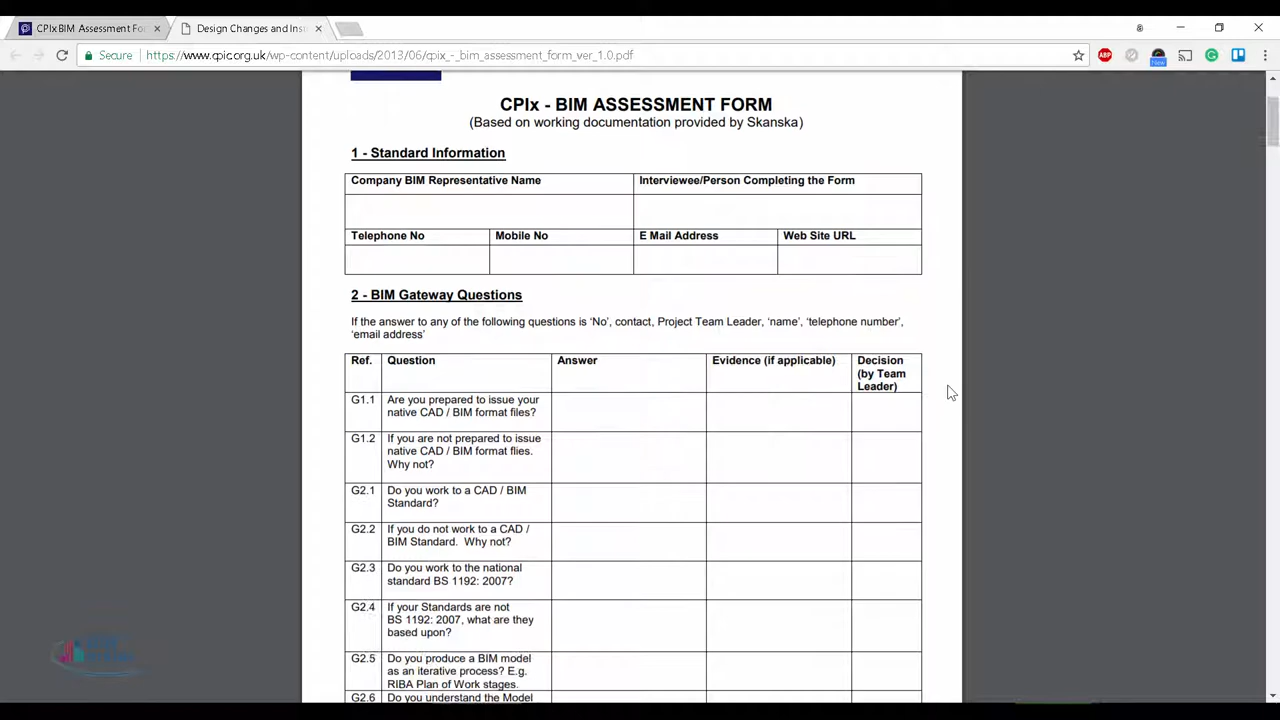 CPIxBIM Assessment Fo
Design Changes and Ins
Secure
https://www.cpic.org.uk/wp-content/uploads/2013/06/cpix_-_bim_assessment_form_ver_1.0.pdf
ABP
New
CPIx - BIM ASSESSMENT FORM
(Based on working documentation provided by Skanska)
1 - Standard Information
Company BIM Representative Name
Interviewee/Person Completing the Form
Telephone No
Mobile No
E Mail Address
Web Site URL
2 - BIM Gateway Questions
If the answer to any of the following questions is ‘No’, contact, Project Team Leader, ‘name’, ‘telephone number’,
‘email address’
Ref.
Question
Answer
Evidence (if applicable)
Decision
(by Team
Leader)
G1.1
Are you prepared to issue your
native CAD / BIM format files?
G1.2
If you are not prepared to issue
native CAD / BIM format flies.
Why not?
G2.1
Do you work to a CAD / BIM
Standard?
G2.2
If you do not work to a CAD /
BIM Standard.  Why not?
G2.3
Do you work to the national
standard BS 1192: 2007?
G2.4
If your Standards are not
BS 1192: 2007, what are they
based upon?
G2.5
Do you produce a BIM model
as an iterative process? E.g.
RIBA Plan of Work stages.
G2.6
Do you understand the Model